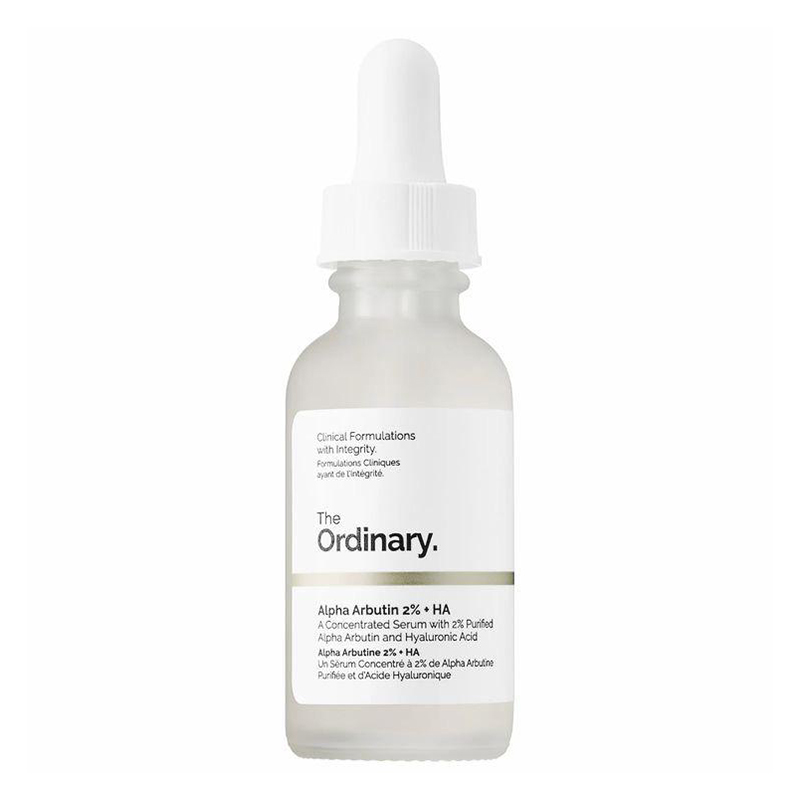 Clinical Formulations
with Integrity.
Formulations Cliniques
ayant de l'intégrité.
The
Ordinary.
Alpha Arbutin 2% + HA
A Concentrated Serum with 2% Purified
Alpha Arbutin and Hyaluronic Acid
Alpha Arbutine 2% + HA
Un Sérum Concentré à 2% de Alpha Arbutine
Purifiée et d'Acide Hyaluronique